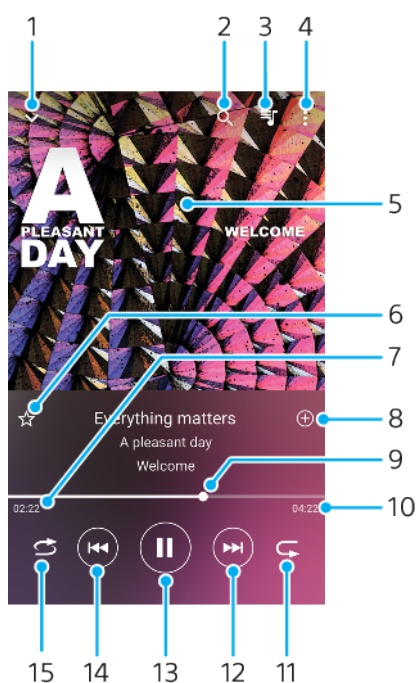 1 2 3 4
A
PLEASANT
DAY
WELCOME
5
6
7
Everything matters
8
A pleasant day
Welcome
9
02:22
04:22
10
15 14 13 12 11